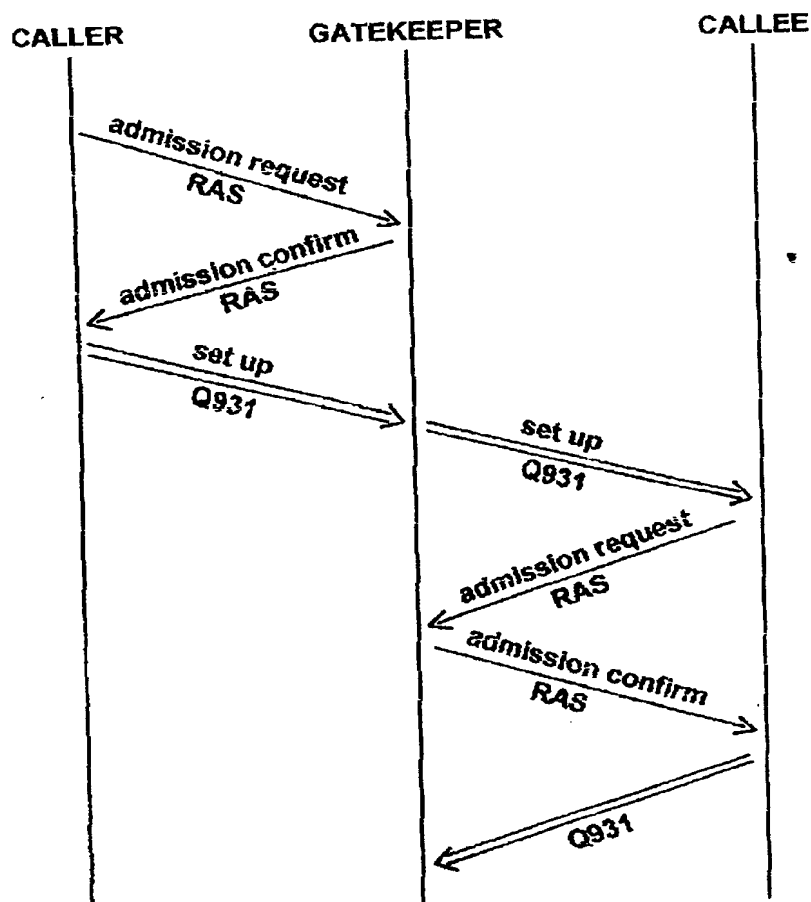 CALLER GATEKEEPER CALLEE
admission request
RAS
admission confirm
RAS
set up
Q931
set up
Q931
admission request
RAS
admission confirm
RAS
Q931